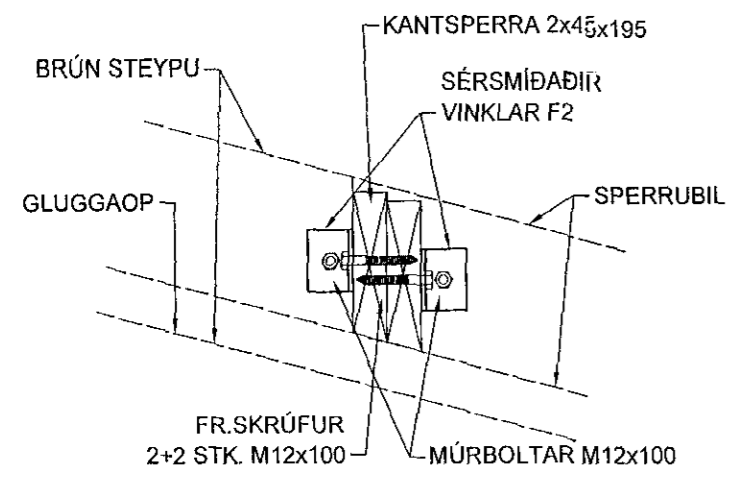 KANTSPERRA 2x45x195
BRÚN STEYPU
SÉRSMÍÐAÐIR
VINKLAR F2
GLUGGAOP
SPERRUBIL
FR.SKRÚFUR
2+2 STK. M12x100
MÚRBOLTAR M12x100